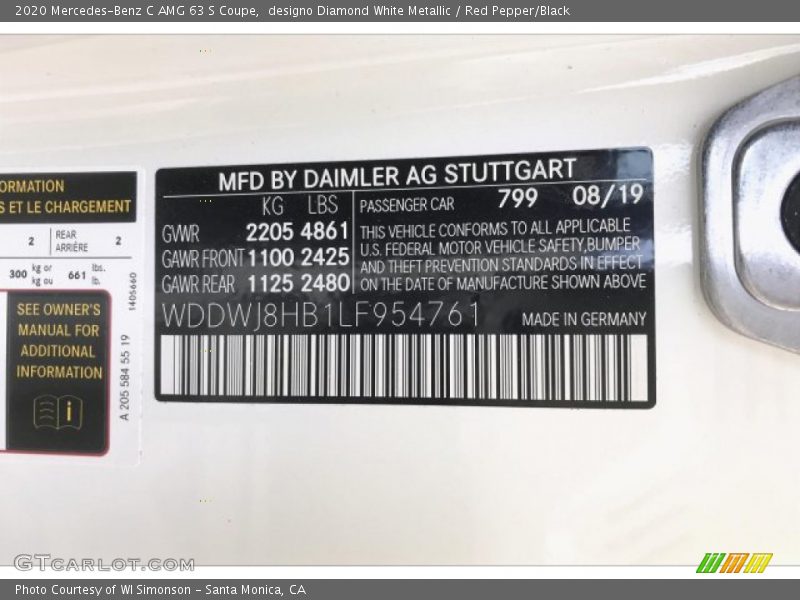 2020 Mercedes-Benz C AMG 63 S Coupe,  designo Diamond White Metallic / Red Pepper/Black
ORMATION
S ET LE CHARGEMENT
2 REAR ARRIÈRE 2
300 kg or kg ou 661 lbs. lb.
SEE OWNER'S
MANUAL FOR
ADDITIONAL
INFORMATION
i
1405660
A 205 584 55 19
MFD BY DAIMLER AG STUTTGART
KG LBS
GWVR 2205 4861
GAWR FRONT 1100 2425
GAWR REAR 1125 2480
PASSENGER CAR 799 08/19
THIS VEHICLE CONFORMS TO ALL APPLICABLE
U.S. FEDERAL MOTOR VEHICLE SAFETY,BUMPER
AND THEFT PREVENTION STANDARDS IN EFFECT
ON THE DATE OF MANUFACTURE SHOWN ABOVE
WDDWJ8HB1LF954761
MADE IN GERMANY
GTCARLOT.COM
Photo Courtesy of WI Simonson - Santa Monica, CA